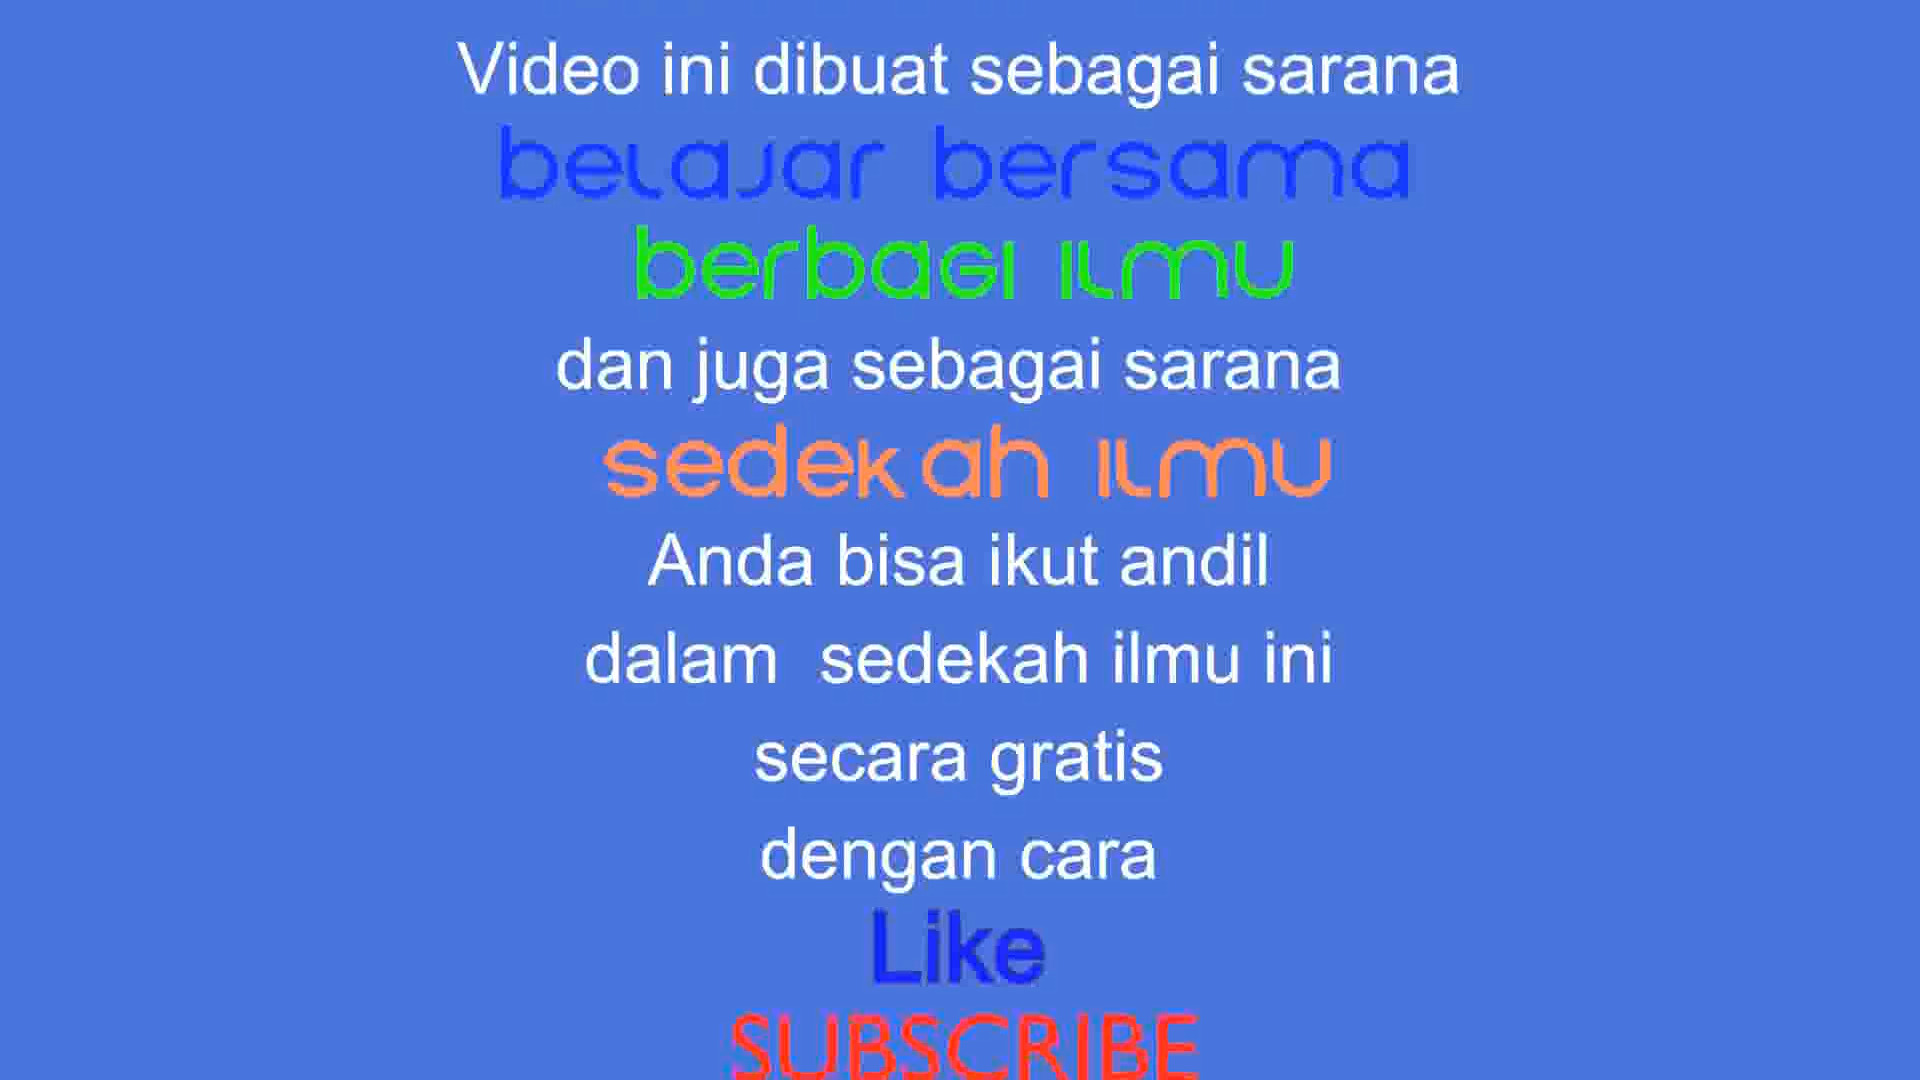 Video ini dibuat sebagai sarana
belajar bersama
berbagi ilmu
dan juga sebagai sarana
sedekah ilmu
Anda bisa ikut andil
dalam sedekah ilmu ini
secara gratis
dengan cara
Like
SUBSCRIBE